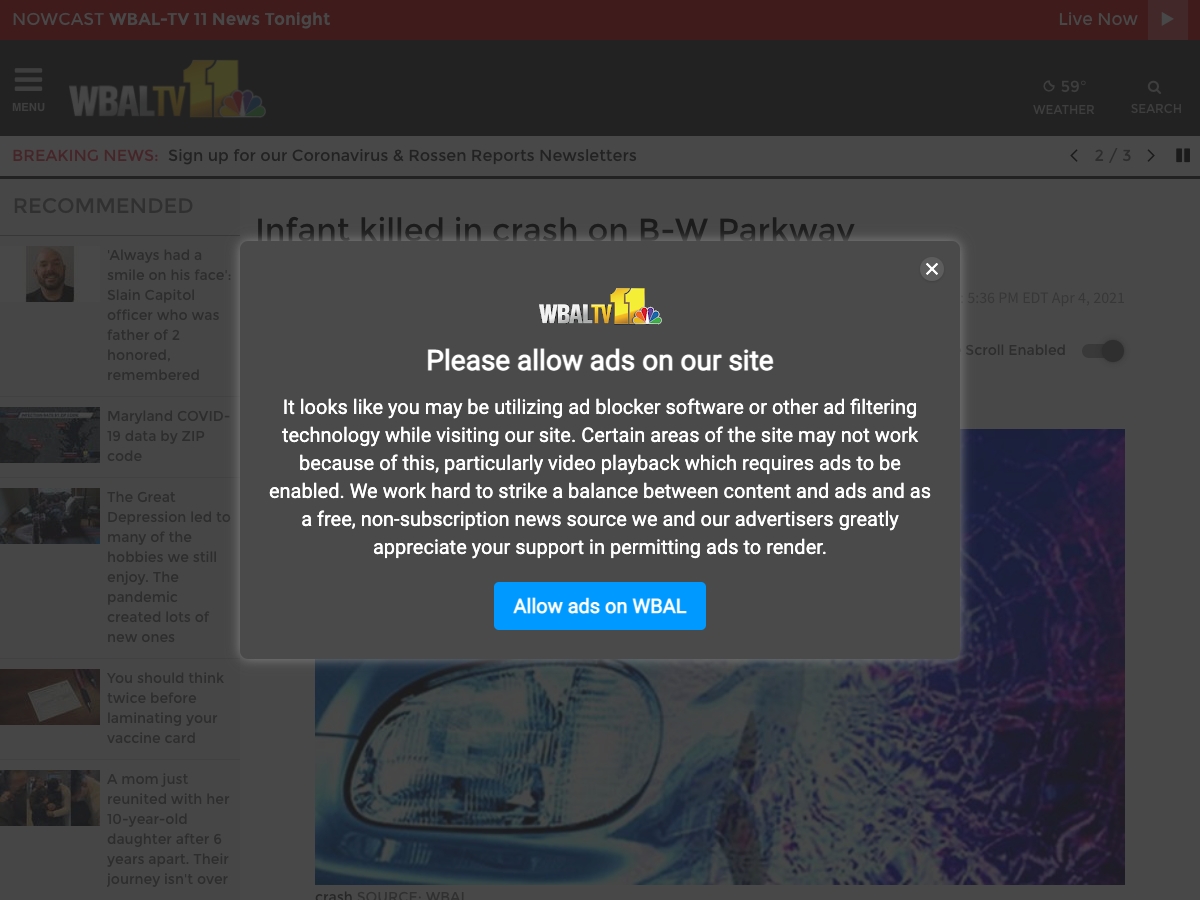 NOWCAST WBAL-TV 11 News Tonight
Live Now
MENU
WBALTV 11
59°
WEATHER
SEARCH
BREAKING NEWS: Sign up for our Coronavirus & Rossen Reports Newsletters
2 / 3
RECOMMENDED
'Always had a
smile on his face':
Slain Capitol
officer who was
father of 2
honored,
remembered
Maryland COVID-
19 data by ZIP
code
The Great
Depression led to
many of the
hobbies we still
enjoy. The
pandemic
created lots of
new ones
You should think
twice before
laminating your
vaccine card
A mom just
reunited with her
10-year-old
daughter after 6
years apart. Their
journey isn't over
Infant killed in crash on B-W Parkway
: 5:36 PM EDT Apr 4, 2021
Scroll Enabled
WBALTV 11
Please allow ads on our site
It looks like you may be utilizing ad blocker software or other ad filtering
technology while visiting our site. Certain areas of the site may not work
because of this, particularly video playback which requires ads to be
enabled. We work hard to strike a balance between content and ads and as
a free, non-subscription news source we and our advertisers greatly
appreciate your support in permitting ads to render.
Allow ads on WBAL
crash SOURCE: WBAL